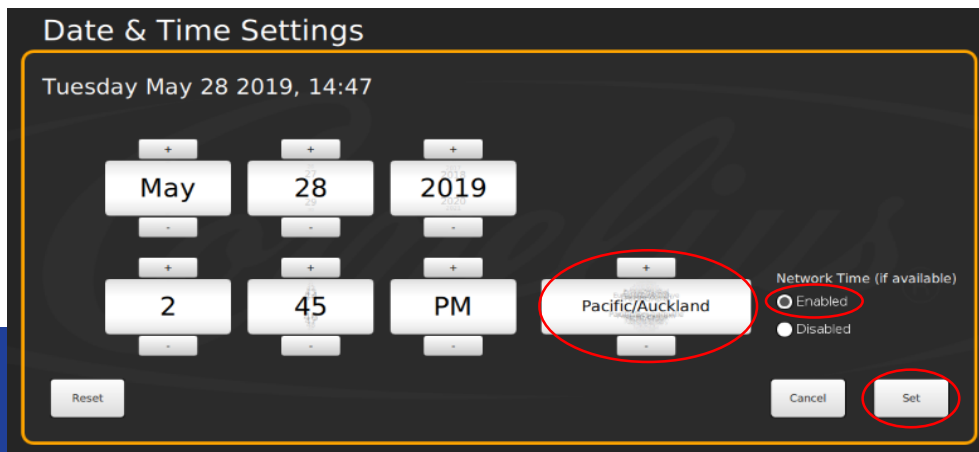 Date & Time Settings
Tuesday May 28 2019, 14:47
+ + +
May 28 2019
- - -
+ + + +
2 45 PM Pacific/Auckland
- - - -
Network Time (if available)
Enabled
Disabled
Reset Cancel Set
Cornelius